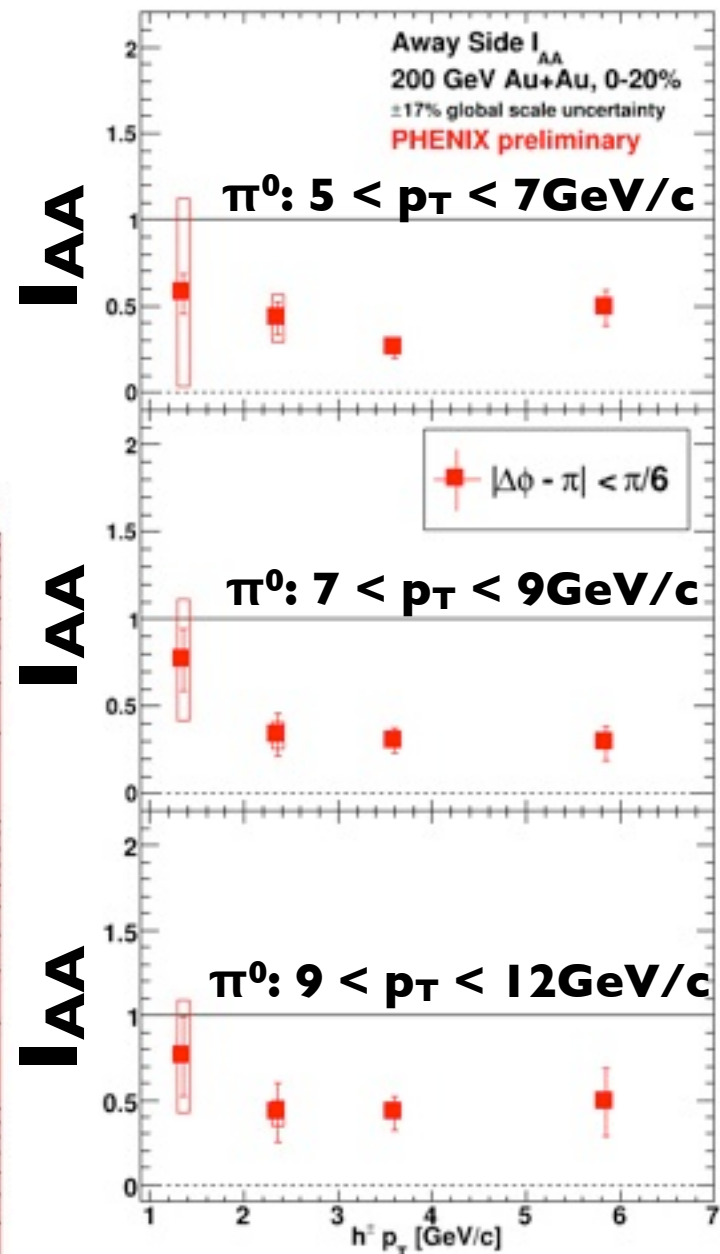 2
Away Side I_AA
200 GeV Au+Au, 0-20%
±17% global scale uncertainty
1.5
PHENIX preliminary
π⁰: 5 < pT < 7GeV/c
IAA
1
0.5
0
2
|Δϕ - π| < π/6
1.5
π⁰: 7 < pT < 9GeV/c
IAA
1
0.5
0
2
1.5
π⁰: 9 < pT < 12GeV/c
IAA
1
0.5
0
1 2 3 4 5 6 7
h± pT [GeV/c]